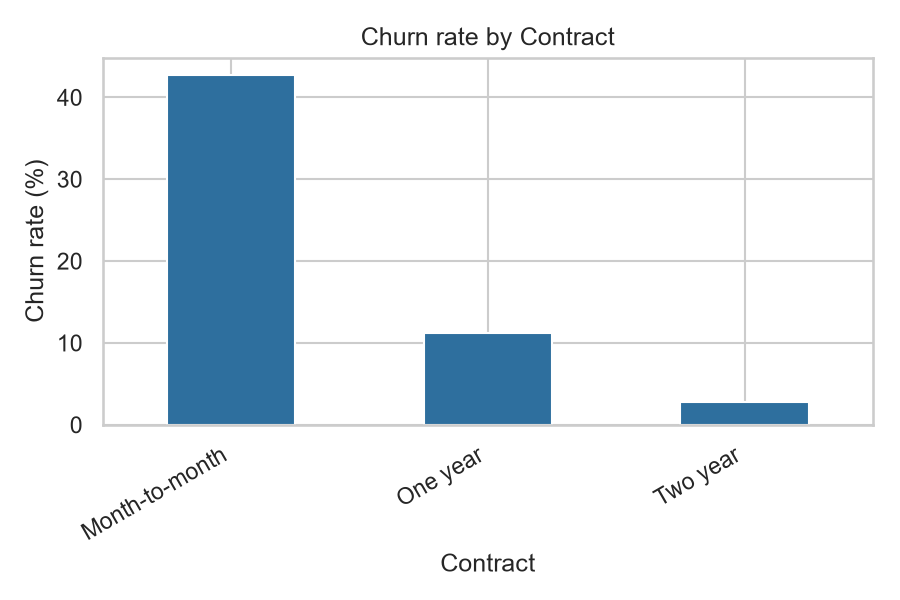 Churn rate by Contract
Churn rate (%)
40
30
20
10
0
Month-to-month
One year
Two year
Contract